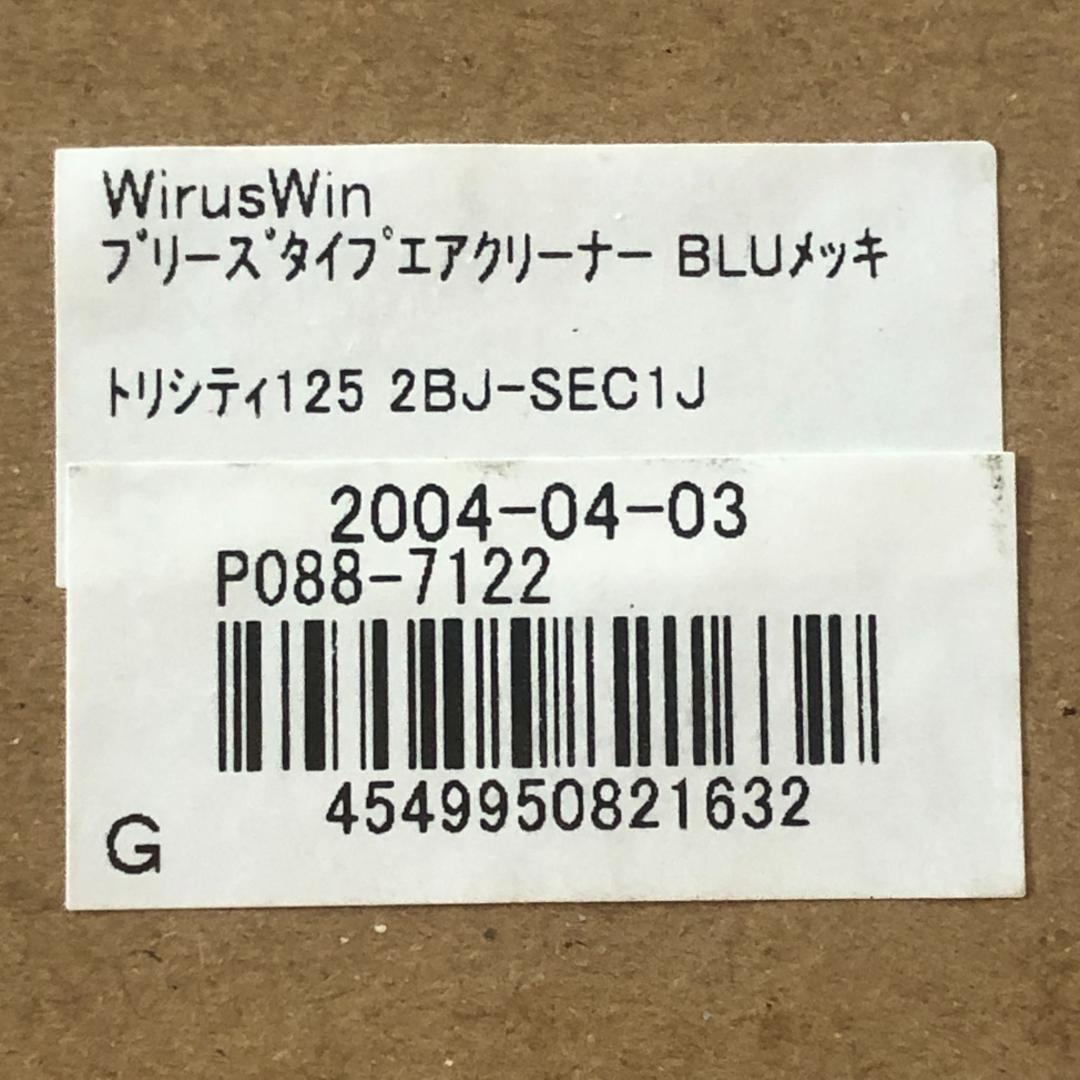 WirusWin
ﾌﾞﾘｰｽﾞﾀｲﾌﾟｴｱｸﾘｰﾅｰ BLUﾒｯｷ
ﾄﾘｼﾃｨ125 2BJ-SEC1J
2004-04-03
P088-7122
4549950821632
G